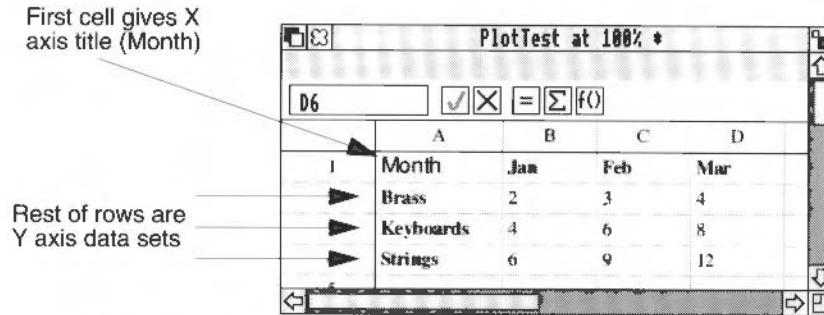 First cell gives X
axis title (Month)
PlotTest at 100% *
D6
= Σ f()
A B C D
1 Month Jan Feb Mar
Brass 2 3 4
Keyboards 4 6 8
Strings 6 9 12
Rest of rows are
Y axis data sets